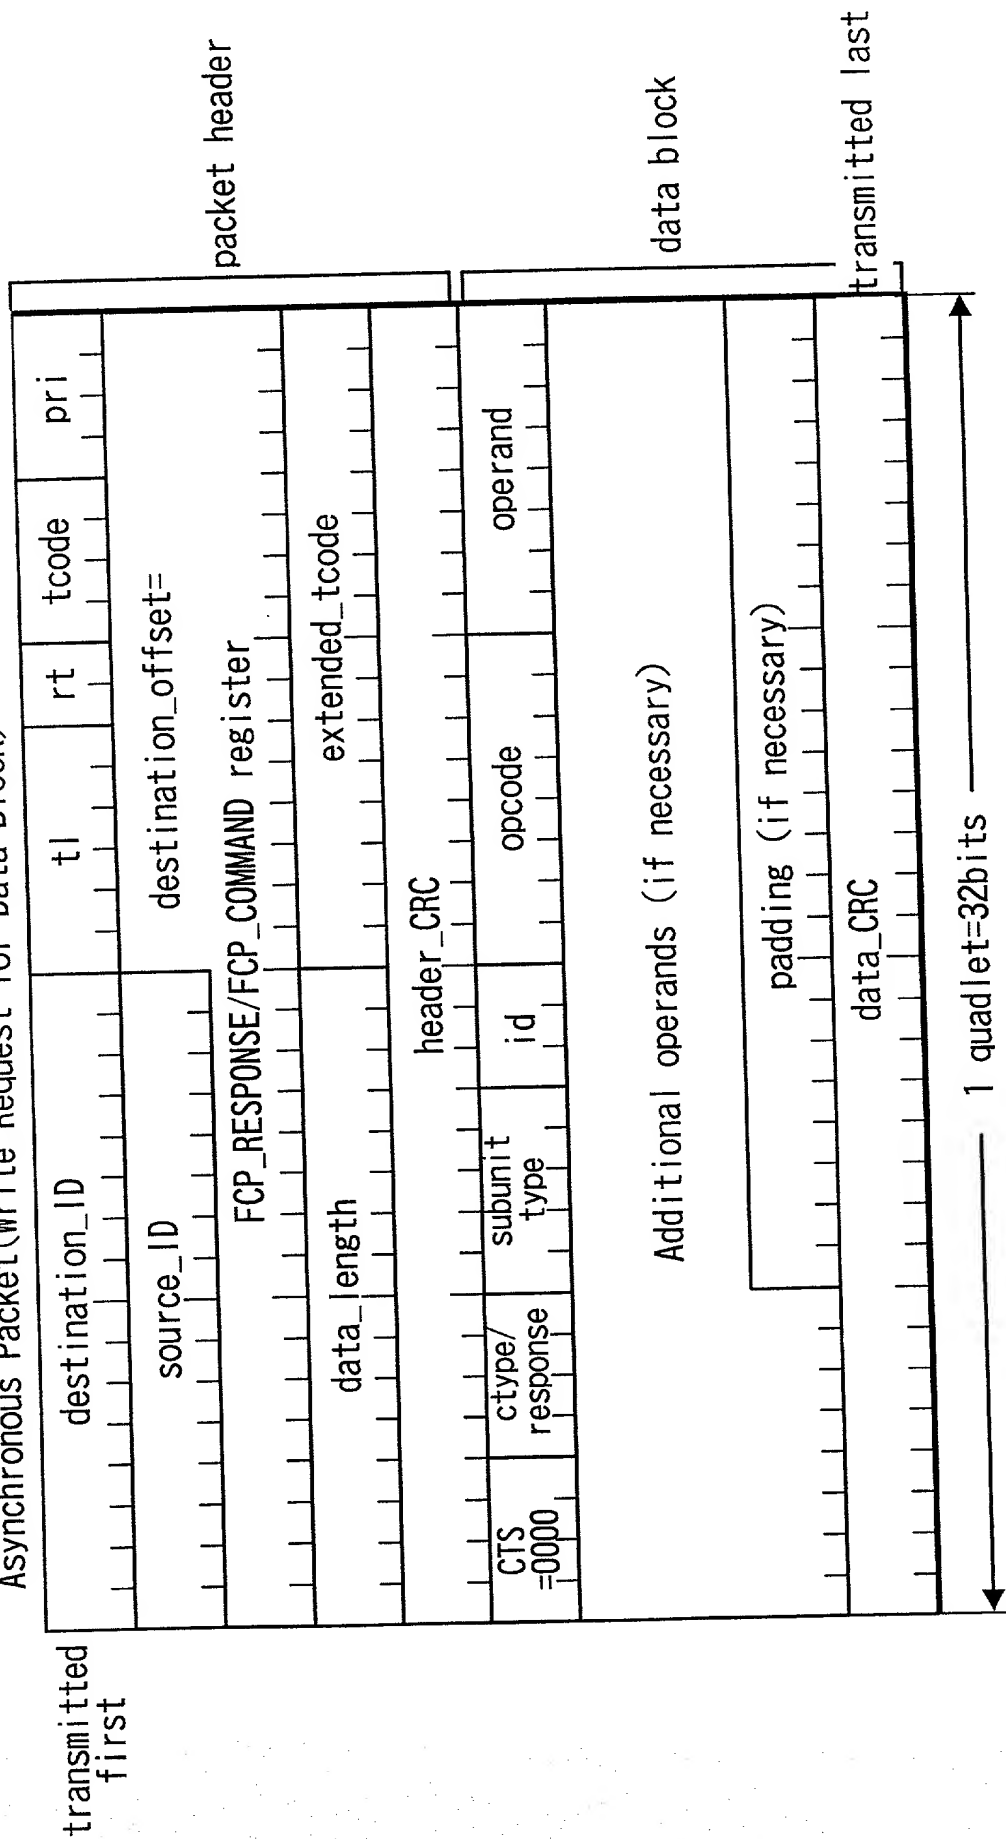 Asynchronous Packet(Write Request for Data Block)
transmitted
first
destination_ID
tl
rt
tcode
pri
source_ID
destination_offset=
FCP_RESPONSE/FCP_COMMAND register
data_length
extended_tcode
header_CRC
packet header
CTS
=0000
ctype/
response
subunit
type
id
opcode
operand
Additional operands (if necessary)
padding (if necessary)
data_CRC
data block
transmitted last
1 quadlet=32bits